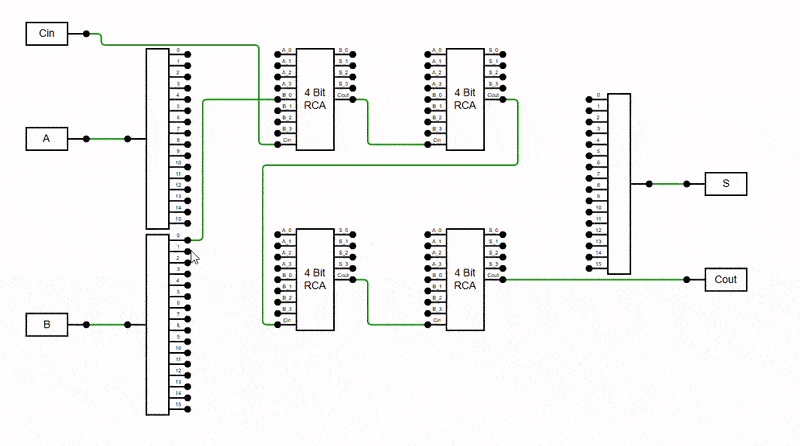 Cin
A
B
0
1
2
3
4
5
6
7
8
9
10
11
12
13
14
15
0
1
2
3
4
5
6
7
8
9
10
11
12
13
14
15
A_0
A_1
A_2
A_3
B_0
B_1
B_2
B_3
Cin
4 Bit
RCA
S_0
S_1
S_2
S_3
Cout
A_0
A_1
A_2
A_3
B_0
B_1
B_2
B_3
Cin
4 Bit
RCA
S_0
S_1
S_2
S_3
Cout
A_0
A_1
A_2
A_3
B_0
B_1
B_2
B_3
Cin
4 Bit
RCA
S_0
S_1
S_2
S_3
Cout
A_0
A_1
A_2
A_3
B_0
B_1
B_2
B_3
Cin
4 Bit
RCA
S_0
S_1
S_2
S_3
Cout
0
1
2
3
4
5
6
7
8
9
10
11
12
13
14
15
S
Cout